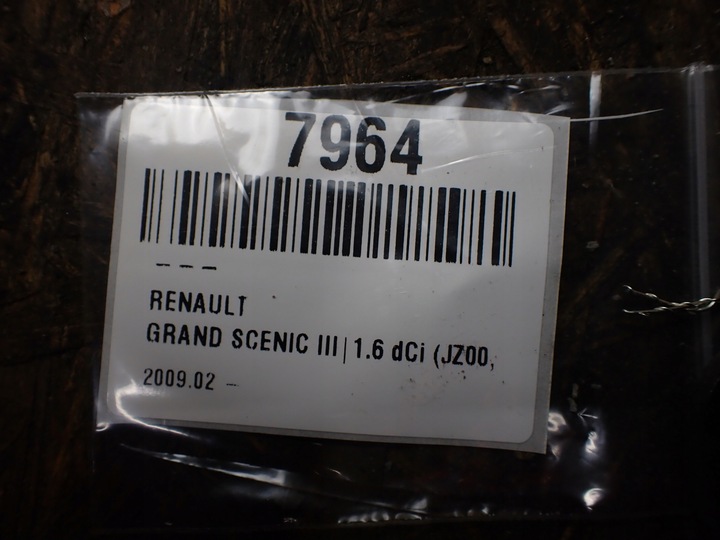 7964
- - -
RENAULT
GRAND SCENIC III | 1.6 dCi (JZ00,
2009.02 -